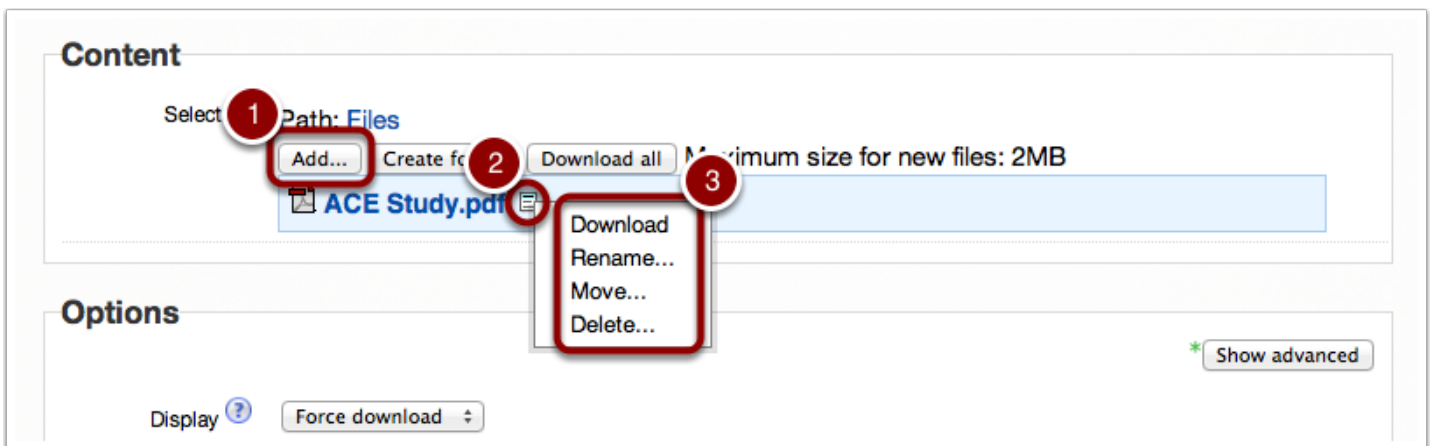 Content
Select
1
Path: Files
Add...
Create fo
2
Download all
Maximum size for new files: 2MB
3
ACE Study.pdf
Download
Rename...
Move...
Delete...
Options
* Show advanced
Display ?
Force download